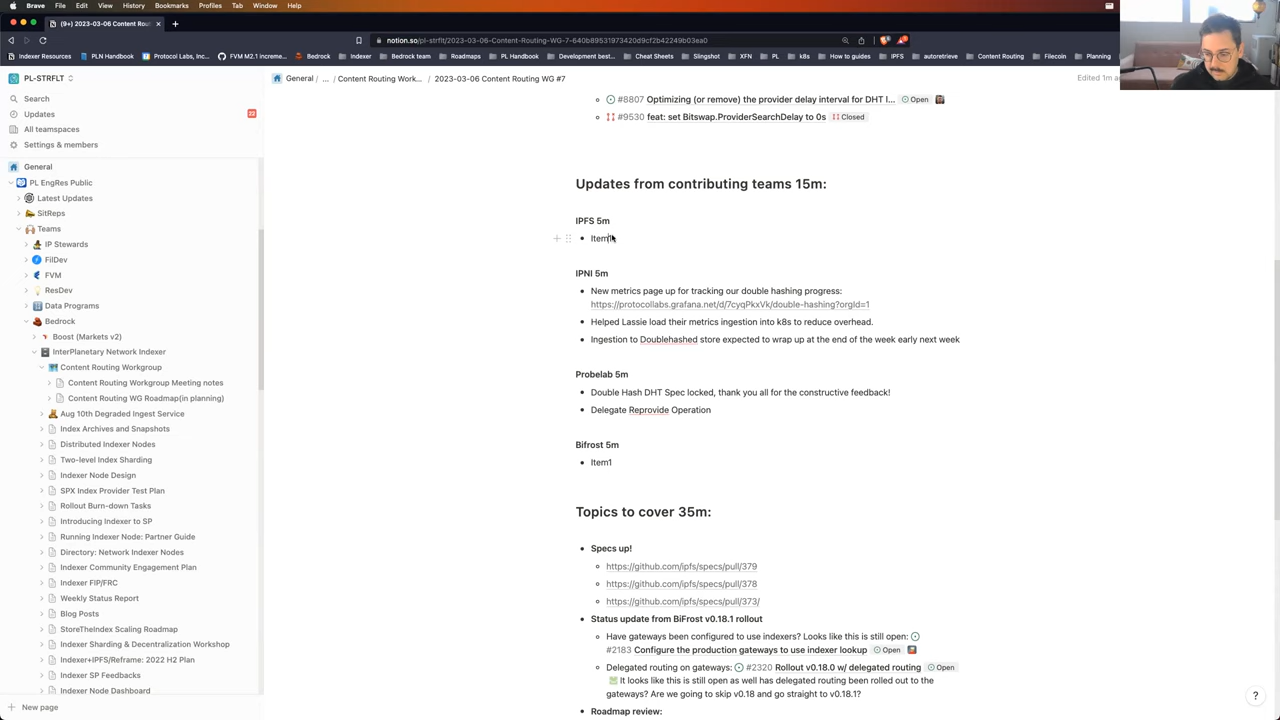 Brave File Edit View History Bookmarks Profiles Tab Window Help
(9+) 2023-03-06 Content Rou
notion.so/pl-strflt/2023-03-06-Content-Routing-WG-7-640b89531973420d9cf2b42249b03ea0
Indexer Resources PLN Handbook Protocol Labs, Inc... FVM M2.1 increme... Bedrock Roadmaps PL Handbook Development best... Cheat Sheets Slingshot XFN PL k8s How to guides IPFS autoretrieve Content Routing Filecoin Planning
PL-STRFLT
General / ... / Content Routing Work... / 2023-03-06 Content Routing WG #7
Edited 1m a
Search
Updates 22
All teamspaces
Settings & members
General
PL EngRes Public
Latest Updates
SitReps
Teams
IP Stewards
FilDev
FVM
ResDev
Data Programs
Bedrock
Boost (Markets v2)
InterPlanetary Network Indexer
Content Routing Workgroup
Content Routing Workgroup Meeting notes
Content Routing WG Roadmap(in planning)
Aug 10th Degraded Ingest Service
Index Archives and Snapshots
Distributed Indexer Nodes
Two-level Index Sharding
Indexer Node Design
SPX Index Provider Test Plan
Rollout Burn-down Tasks
Introducing Indexer to SP
Running Indexer Node: Partner Guide
Directory: Network Indexer Nodes
Indexer Community Engagement Plan
Indexer FIP/FRC
Weekly Status Report
Blog Posts
StoreTheIndex Scaling Roadmap
Indexer Sharding & Decentralization Workshop
Indexer+IPFS/Reframe: 2022 H2 Plan
Indexer SP Feedbacks
Indexer Node Dashboard
New page
#8807 Optimizing (or remove) the provider delay interval for DHT l... Open
#9530 feat: set Bitswap.ProviderSearchDelay to 0s Closed
Updates from contributing teams 15m:
IPFS 5m
Item1
IPNI 5m
New metrics page up for tracking our double hashing progress:
https://protocollabs.grafana.net/d/7cyqPkxVk/double-hashing?orgId=1
Helped Lassie load their metrics ingestion into k8s to reduce overhead.
Ingestion to Doublehashed store expected to wrap up at the end of the week early next week
Probelab 5m
Double Hash DHT Spec locked, thank you all for the constructive feedback!
Delegate Reprovide Operation
Bifrost 5m
Item1
Topics to cover 35m:
Specs up!
https://github.com/ipfs/specs/pull/379
https://github.com/ipfs/specs/pull/378
https://github.com/ipfs/specs/pull/373/
Status update from BiFrost v0.18.1 rollout
Have gateways been configured to use indexers? Looks like this is still open:
#2183 Configure the production gateways to use indexer lookup Open
Delegated routing on gateways: #2320 Rollout v0.18.0 w/ delegated routing Open
It looks like this is still open as well has delegated routing been rolled out to the
gateways? Are we going to skip v0.18 and go straight to v0.18.1?
Roadmap review:
?